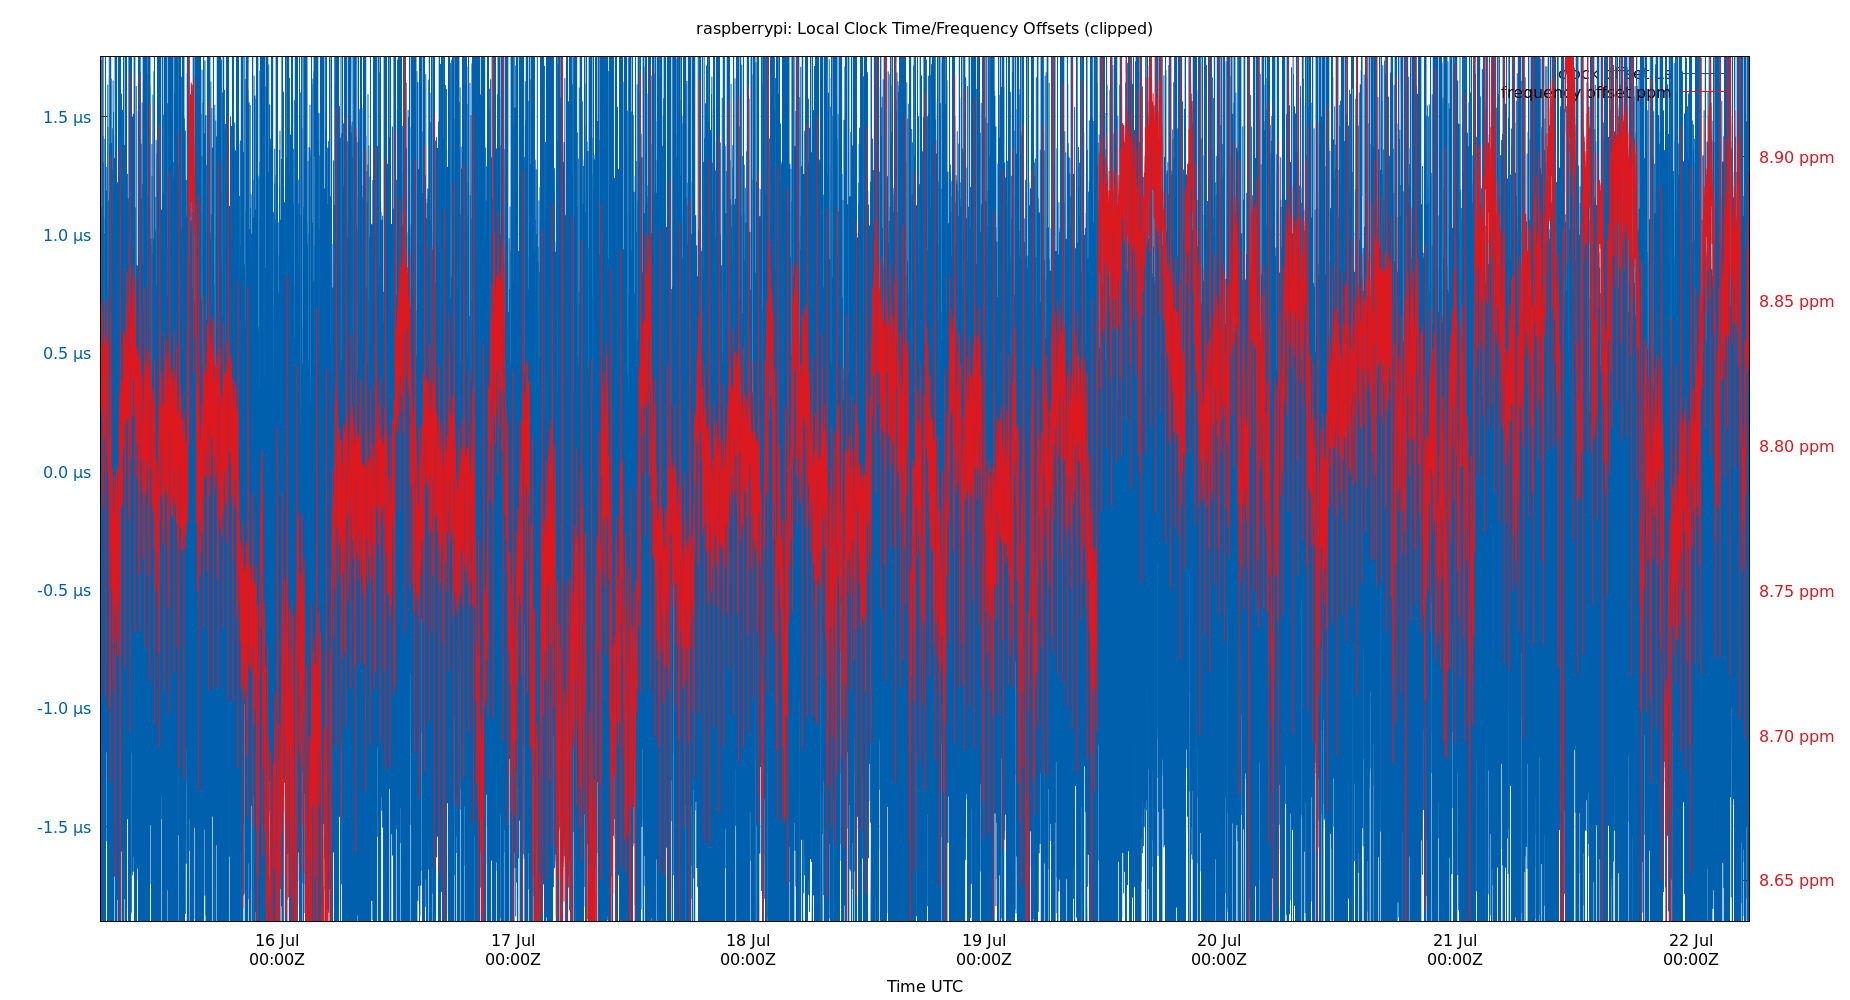 raspberrypi: Local Clock Time/Frequency Offsets (clipped)
clock offset µs
frequency offset ppm
1.5 µs
1.0 µs
0.5 µs
0.0 µs
-0.5 µs
-1.0 µs
-1.5 µs
8.90 ppm
8.85 ppm
8.80 ppm
8.75 ppm
8.70 ppm
8.65 ppm
16 Jul 17 Jul 18 Jul 19 Jul 20 Jul 21 Jul 22 Jul
00:00Z 00:00Z 00:00Z 00:00Z 00:00Z 00:00Z 00:00Z
Time UTC